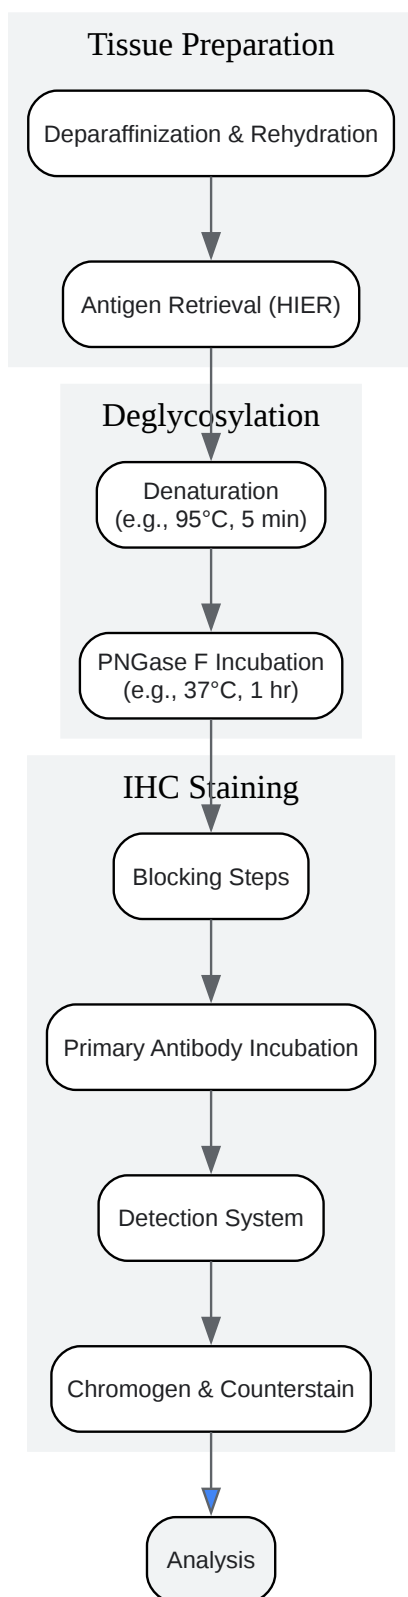 Tissue Preparation
Deparaffinization & Rehydration
Antigen Retrieval (HIER)
Deglycosylation
Denaturation
(e.g., 95°C, 5 min)
PNGase F Incubation
(e.g., 37°C, 1 hr)
IHC Staining
Blocking Steps
Primary Antibody Incubation
Detection System
Chromogen & Counterstain
Analysis